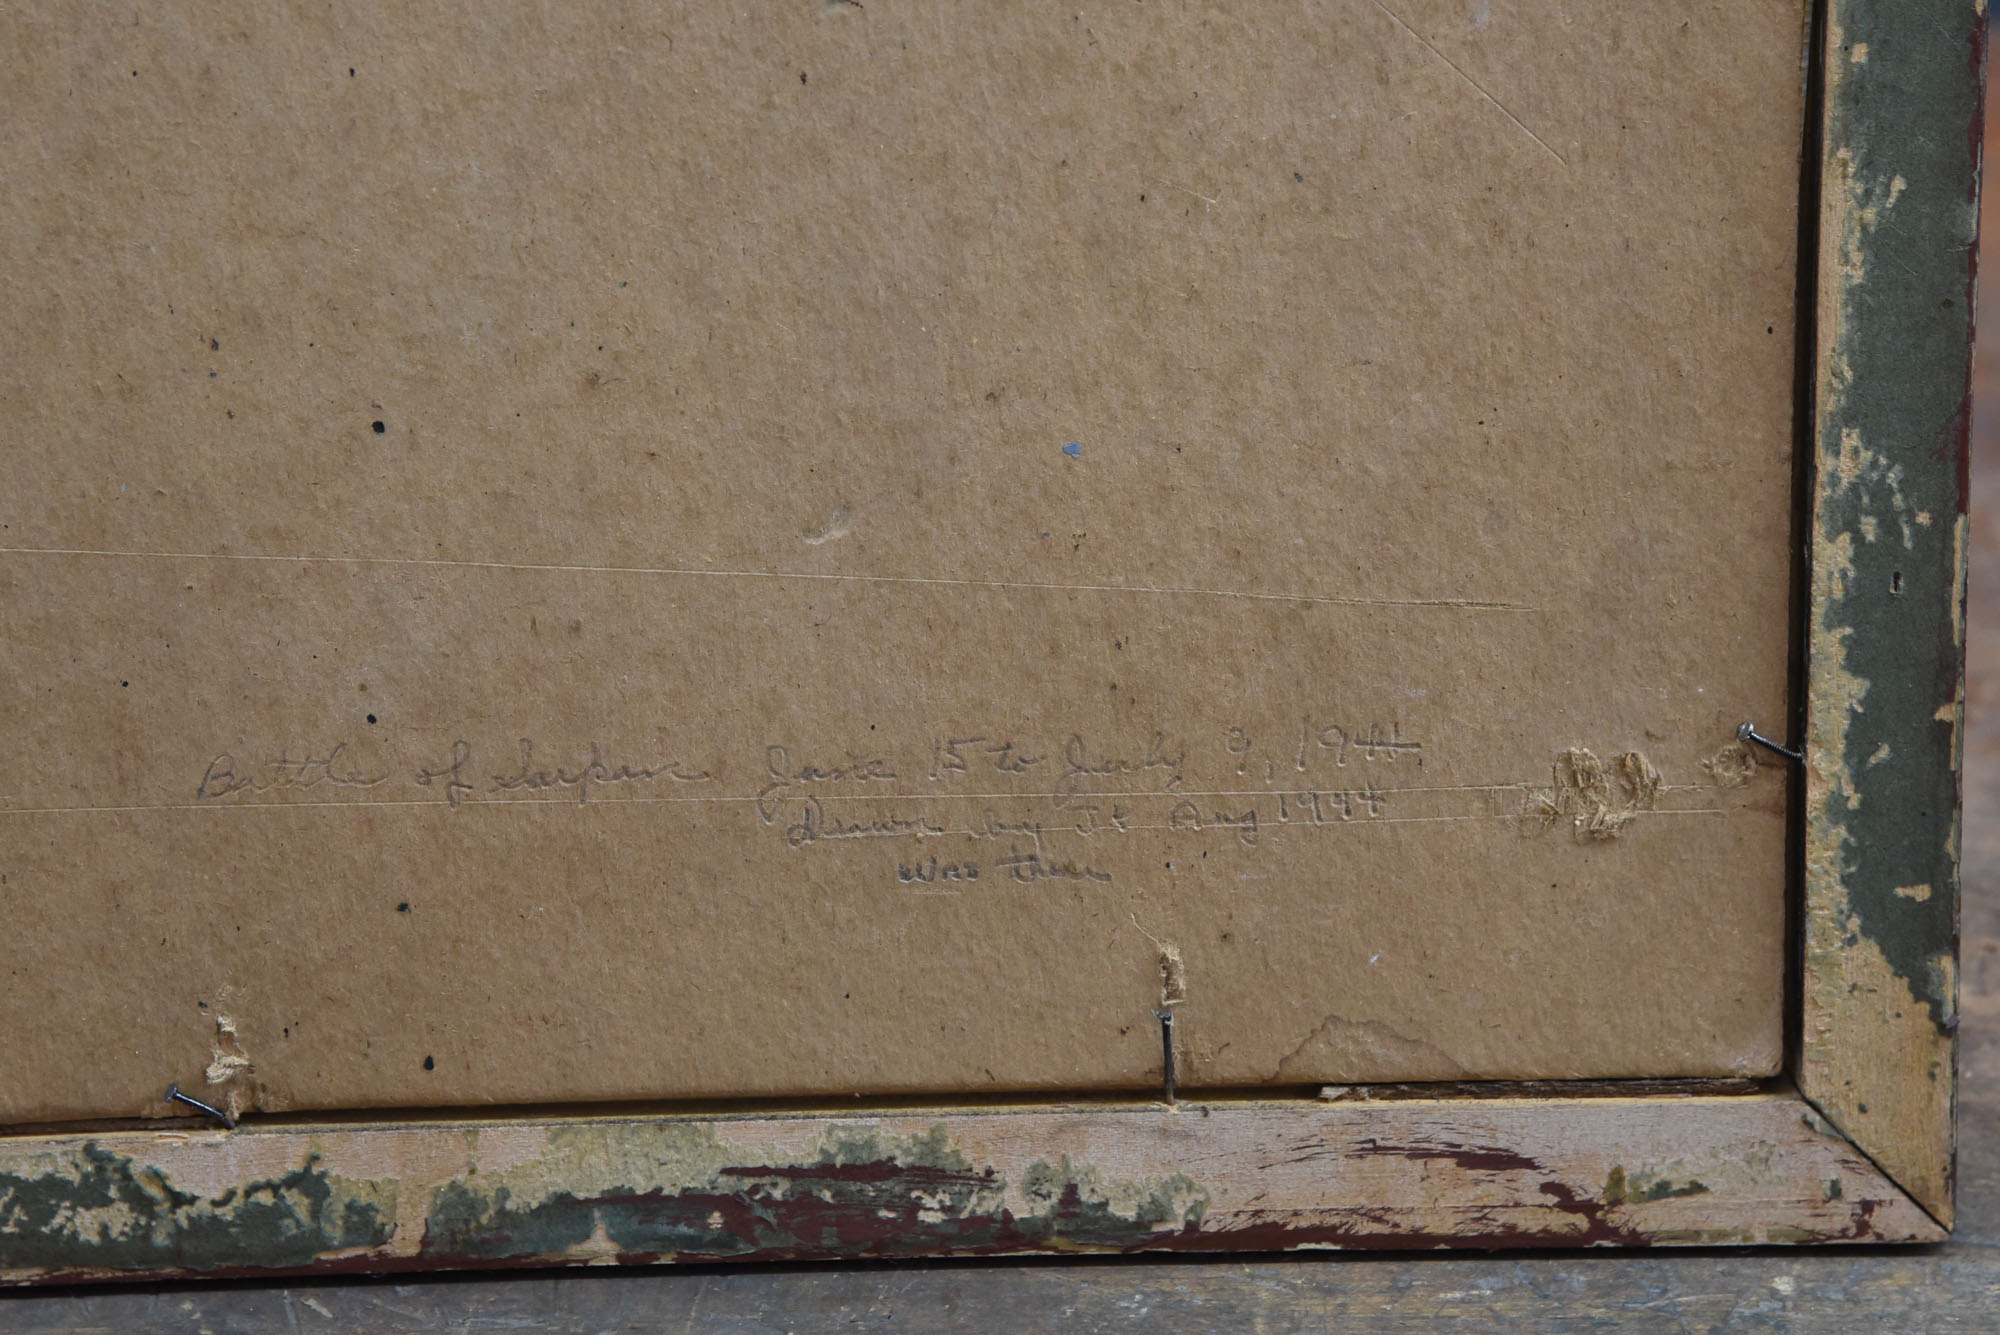 Battle of Saipan June 15 to July 9, 1944
Drawn by Aug 1944
Was there